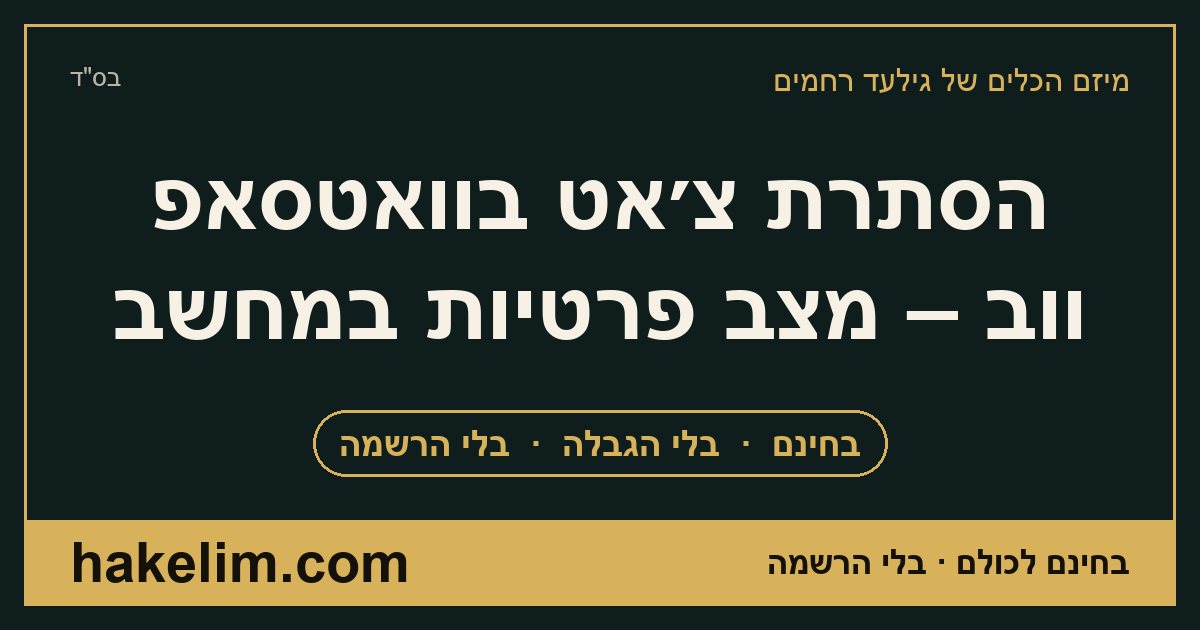 בס"ד
מיזם הכלים של גילעד רחמים
הסתרת צ׳אט בוואטסאפ
ווב – מצב פרטיות במחשב
בחינם · בלי הגבלה · בלי הרשמה
בחינם לכולם · בלי הרשמה
hakelim.com